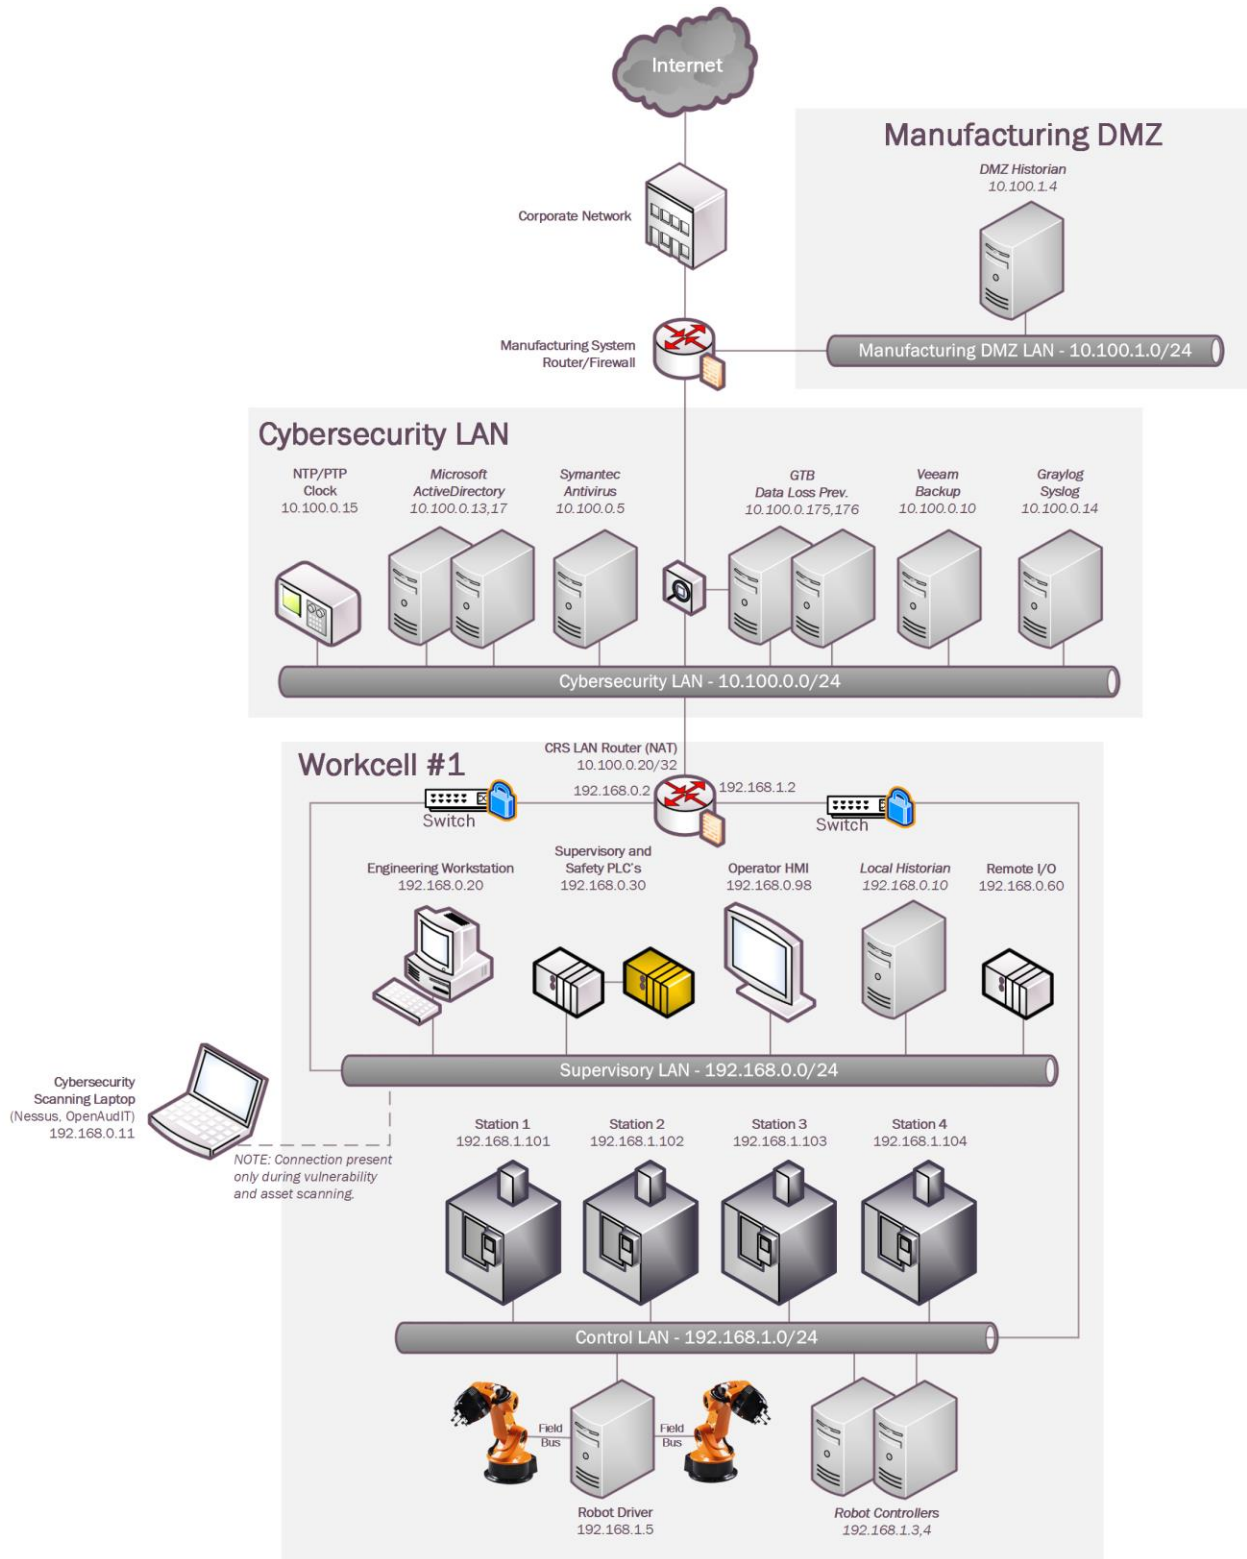 Internet
Manufacturing DMZ
DMZ Historian
10.100.1.4
Corporate Network
Manufacturing System
Router/Firewall
Manufacturing DMZ LAN - 10.100.1.0/24
Cybersecurity LAN
NTP/PTP
Clock
10.100.0.15
Microsoft
ActiveDirectory
10.100.0.13,17
Symantec
Antivirus
10.100.0.5
GTB
Data Loss Prev.
10.100.0.175,176
Veeam
Backup
10.100.0.10
Graylog
Syslog
10.100.0.14
Cybersecurity LAN - 10.100.0.0/24
Workcell #1
CRS LAN Router (NAT)
10.100.0.20/32
192.168.0.2
192.168.1.2
Switch
Switch
Engineering Workstation
192.168.0.20
Supervisory and
Safety PLC's
192.168.0.30
Operator HMI
192.168.0.98
Local Historian
192.168.0.10
Remote I/O
192.168.0.60
Supervisory LAN - 192.168.0.0/24
Cybersecurity
Scanning Laptop
(Nessus, OpenAudIT)
192.168.0.11
NOTE: Connection present
only during vulnerability
and asset scanning.
Station 1
192.168.1.101
Station 2
192.168.1.102
Station 3
192.168.1.103
Station 4
192.168.1.104
Control LAN - 192.168.1.0/24
Field
Bus
Field
Bus
Robot Driver
192.168.1.5
Robot Controllers
192.168.1.3,4